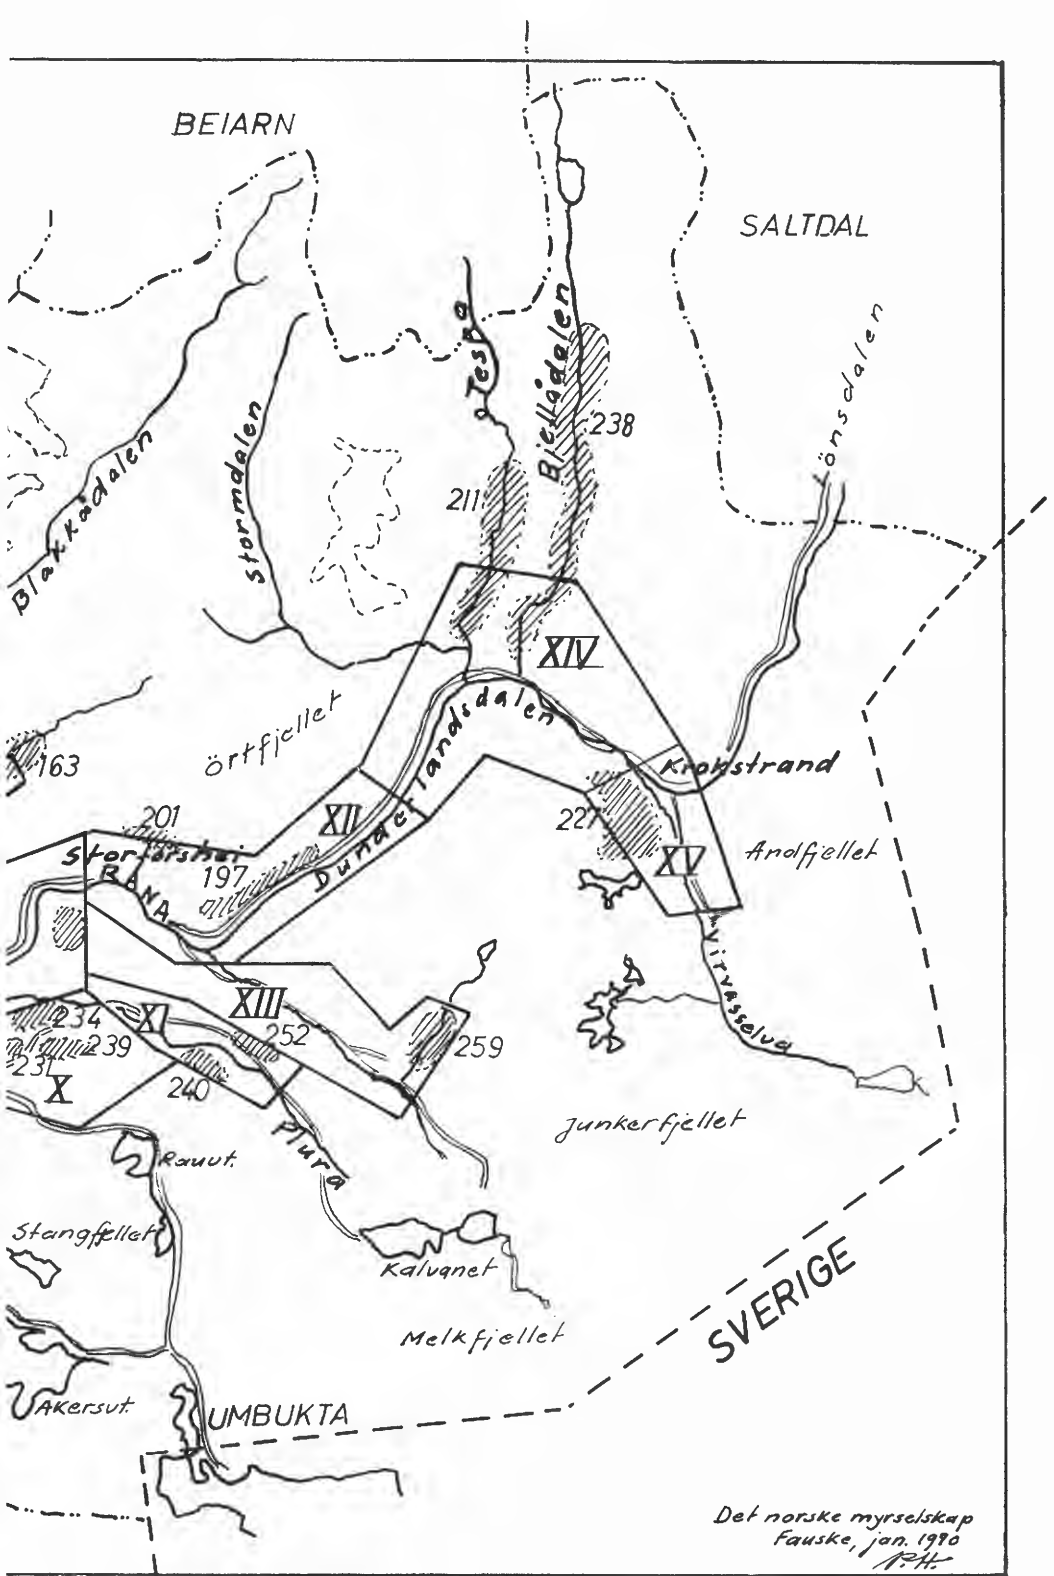 BEIARN
SALTDAL
Tespa
Bjellådalen
Lönsdalen
238
Stormdalen
211
Blakkådalen
XIV
Örtfjellet
163
Krokstrand
201
XII
Dunderlandsdalen
227
Storforshei
197
RANA
XV
Andfjellet
Virvasselva
XIII
XI
234
252
239
259
231
X
240
Junkerfjellet
Plura
Rauvt.
Stangfjellet
Kalvanet
SVERIGE
Melkfjellet
Akersvt.
UMBUKTA
Det norske myrselskap
Fauske, jan. 1990
P.H.